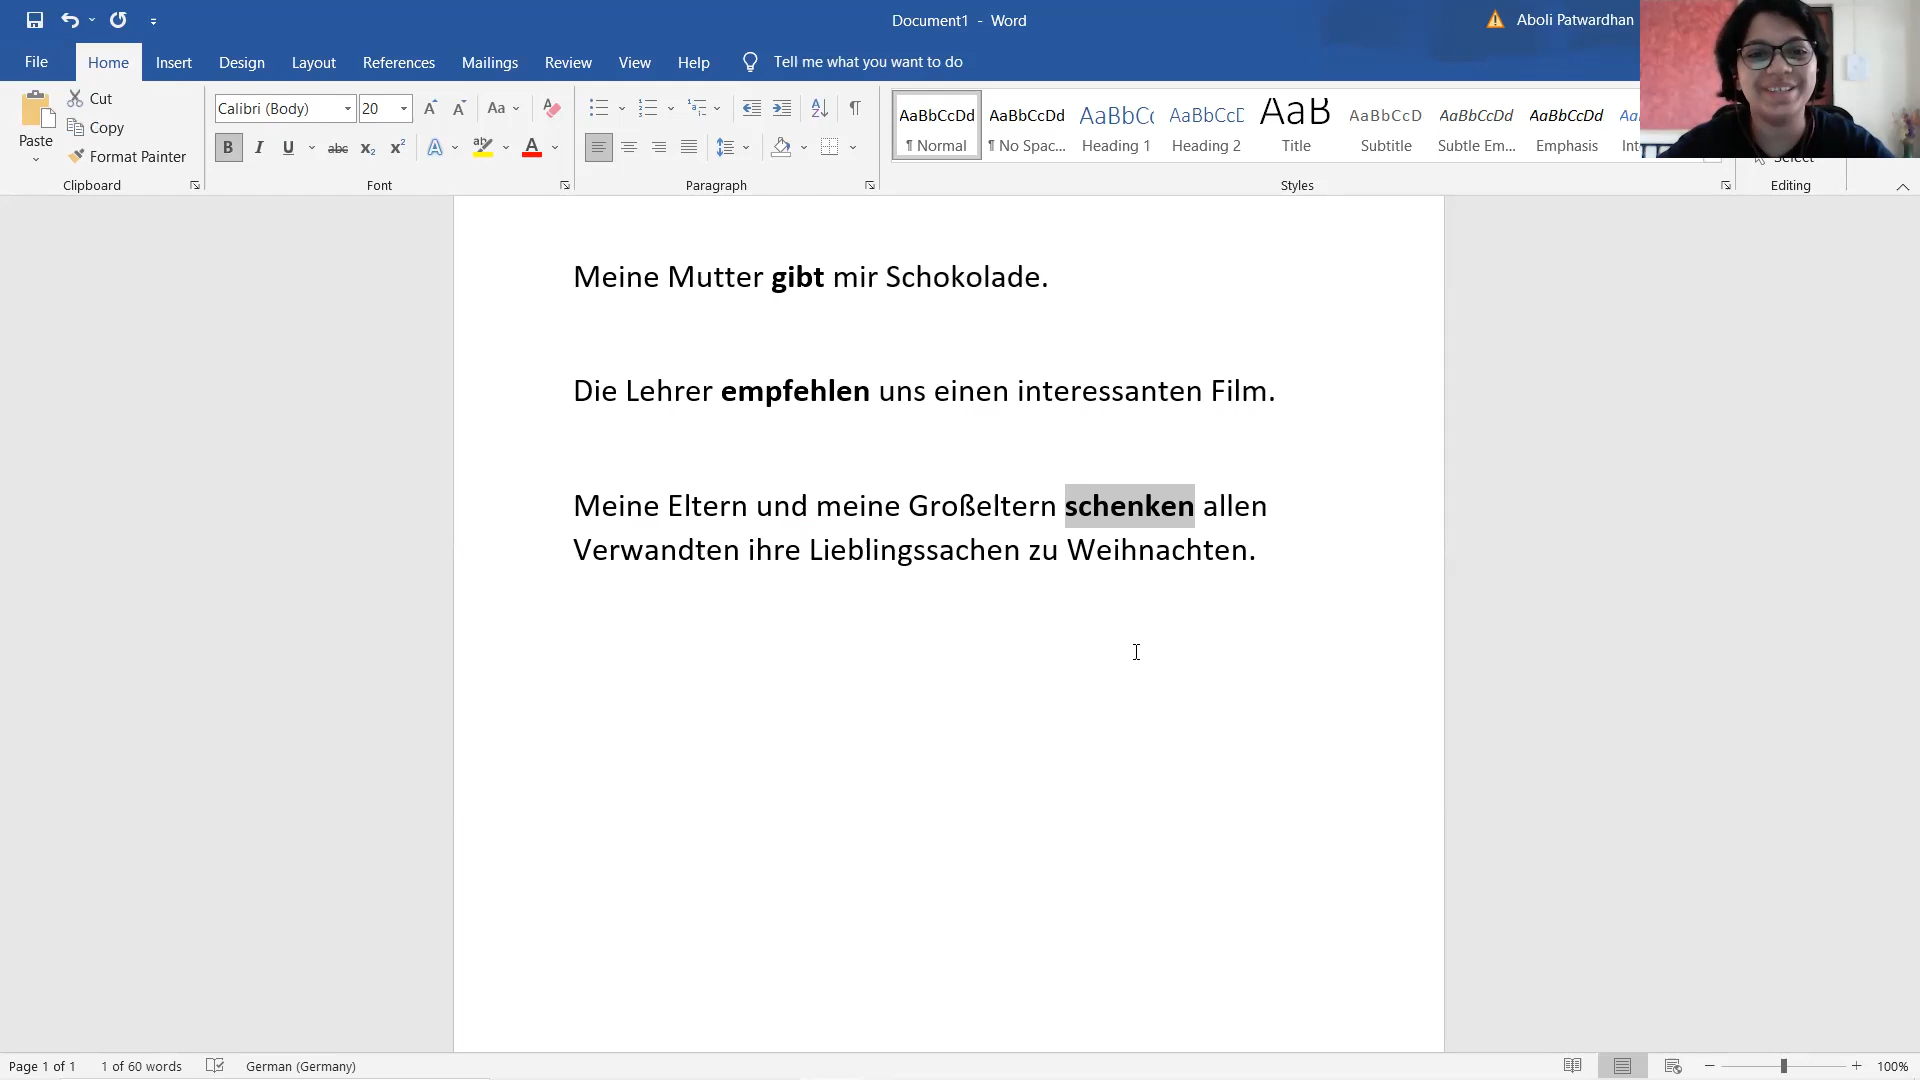 Document1 - Word
Aboli Patwardhan
File Home Insert Design Layout References Mailings Review View Help Tell me what you want to do
Paste
Cut
Copy
Format Painter
Clipboard
Calibri (Body) 20
Font
Paragraph
AaBbCcDd AaBbCcDd AaBbCc AaBbCcD AaB AaBbCcD AaBbCcDd AaBbCcDd
¶ Normal ¶ No Spac... Heading 1 Heading 2 Title Subtitle Subtle Em... Emphasis
Styles
Select
Editing
Meine Mutter gibt mir Schokolade.
Die Lehrer empfehlen uns einen interessanten Film.
Meine Eltern und meine Großeltern schenken allen
Verwandten ihre Lieblingssachen zu Weihnachten.
Page 1 of 1 1 of 60 words German (Germany) 100%